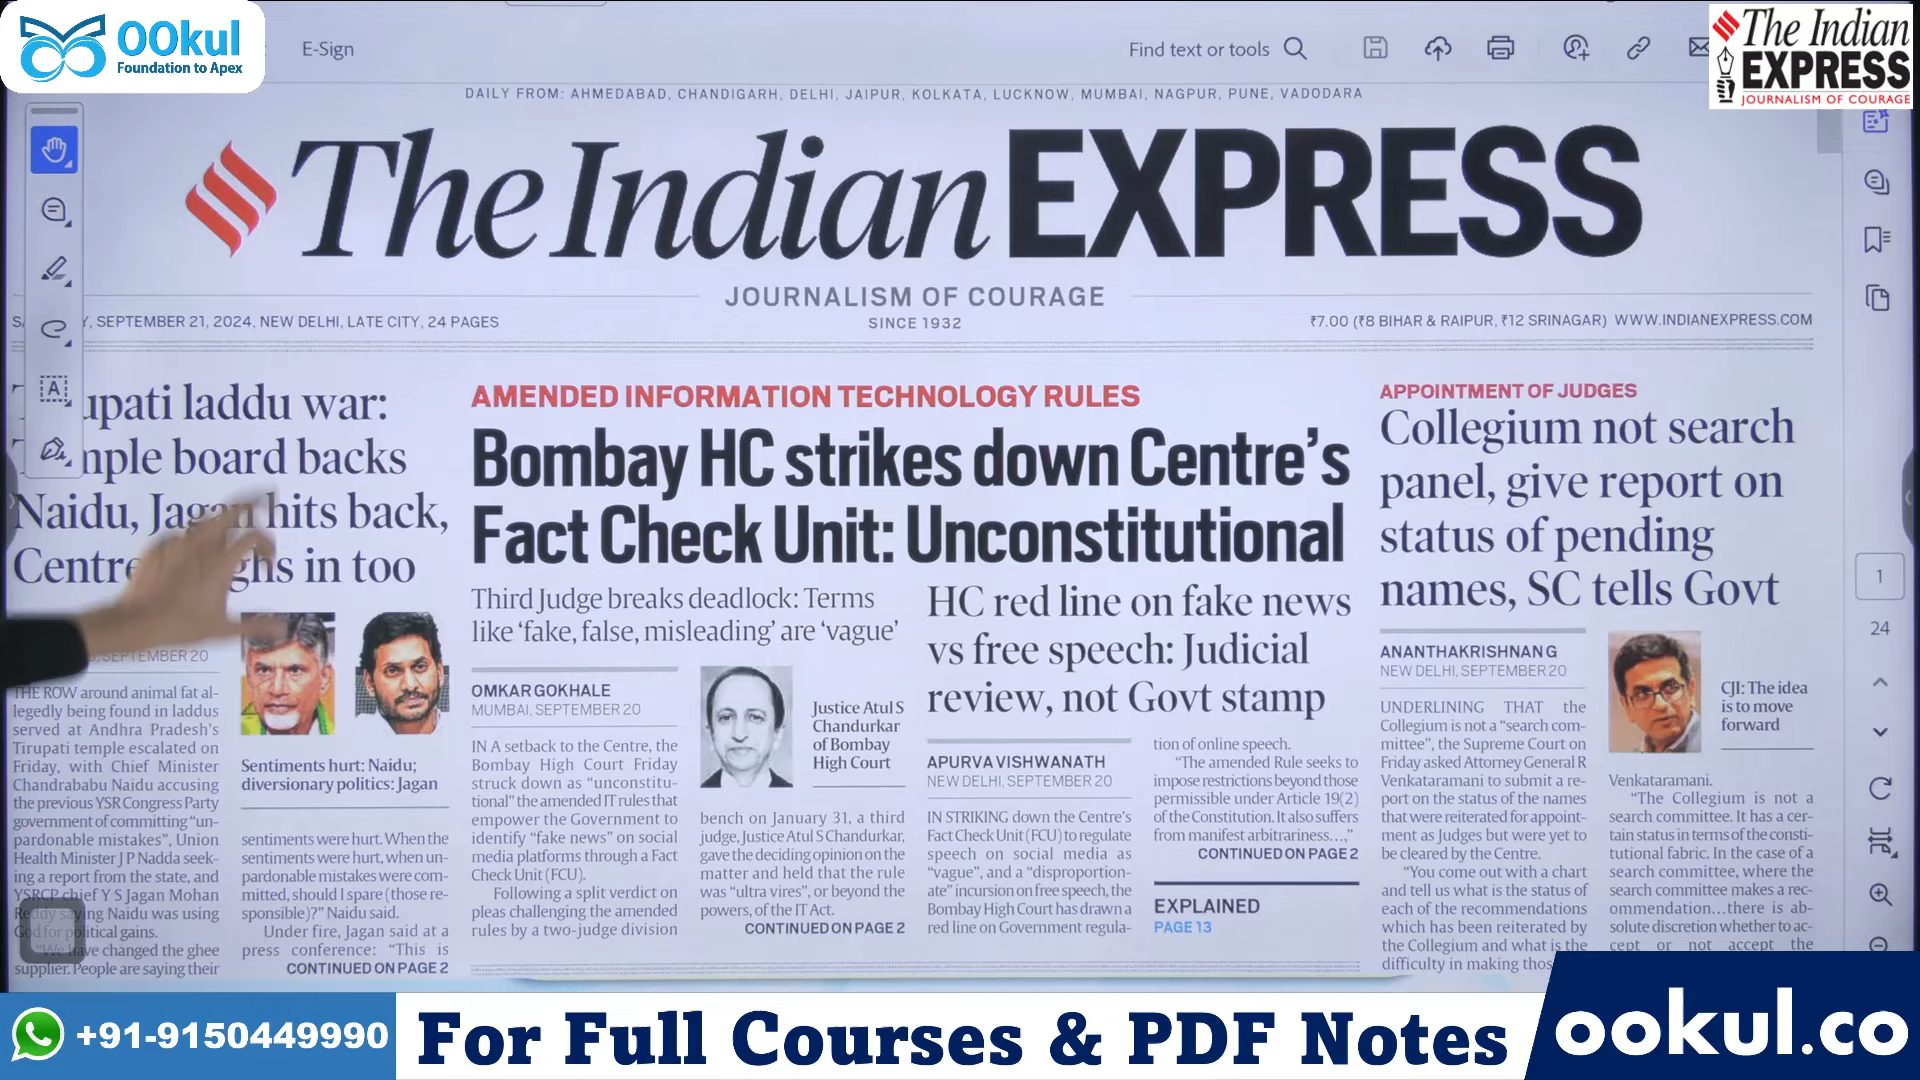 OOkul
Foundation to Apex
E-Sign
Find text or tools
The Indian
EXPRESS
JOURNALISM OF COURAGE
DAILY FROM: AHMEDABAD, CHANDIGARH, DELHI, JAIPUR, KOLKATA, LUCKNOW, MUMBAI, NAGPUR, PUNE, VADODARA
The Indian EXPRESS
JOURNALISM OF COURAGE
SINCE 1932
SEPTEMBER 21, 2024, NEW DELHI, LATE CITY, 24 PAGES
₹7.00 (₹8 BIHAR & RAIPUR, ₹12 SRINAGAR) WWW.INDIANEXPRESS.COM
upati laddu war:
mple board backs
Naidu, Jagan hits back,
Centre ghs in too
SEPTEMBER 20
THE ROW around animal fat al-
legedly being found in laddus
served at Andhra Pradesh's
Tirupati temple escalated on
Friday, with Chief Minister
Chandrababu Naidu accusing
the previous YSR Congress Party
government of committing "un-
pardonable mistakes", Union
Health Minister J P Nadda seek-
ing a report from the state, and
YSRCP chief Y S Jagan Mohan
Reddy saying Naidu was using
God for political gains.
"We have changed the ghee
supplier. People are saying their
Sentiments hurt: Naidu;
diversionary politics: Jagan
sentiments were hurt. When the
sentiments were hurt, when un-
pardonable mistakes were com-
mitted, should I spare (those re-
sponsible)?" Naidu said.
Under fire, Jagan said at a
press conference: "This is
CONTINUED ON PAGE 2
AMENDED INFORMATION TECHNOLOGY RULES
Bombay HC strikes down Centre's
Fact Check Unit: Unconstitutional
Third Judge breaks deadlock: Terms
like 'fake, false, misleading' are 'vague'
OMKAR GOKHALE
MUMBAI, SEPTEMBER 20
IN A setback to the Centre, the
Bombay High Court Friday
struck down as "unconstitu-
tional" the amended IT rules that
empower the Government to
identify "fake news" on social
media platforms through a Fact
Check Unit (FCU).
Following a split verdict on
pleas challenging the amended
rules by a two-judge division
Justice Atul S
Chandurkar
of Bombay
High Court
bench on January 31, a third
judge, Justice Atul S Chandurkar,
gave the deciding opinion on the
matter and held that the rule
was "ultra vires", or beyond the
powers, of the IT Act.
CONTINUED ON PAGE 2
HC red line on fake news
vs free speech: Judicial
review, not Govt stamp
APURVA VISHWANATH
NEW DELHI, SEPTEMBER 20
IN STRIKING down the Centre's
Fact Check Unit (FCU) to regulate
speech on social media as
"vague", and a "disproportion-
ate" incursion on free speech, the
Bombay High Court has drawn a
red line on Government regula-
tion of online speech.
"The amended Rule seeks to
impose restrictions beyond those
permissible under Article 19(2)
of the Constitution. It also suffers
from manifest arbitrariness...,"
CONTINUED ON PAGE 2
EXPLAINED
PAGE 13
APPOINTMENT OF JUDGES
Collegium not search
panel, give report on
status of pending
names, SC tells Govt
ANANTHAKRISHNAN G
NEW DELHI, SEPTEMBER 20
UNDERLINING THAT the
Collegium is not a "search com-
mittee", the Supreme Court on
Friday asked Attorney General R
Venkataramani to submit a re-
port on the status of the names
that were reiterated for appoint-
ment as Judges but were yet to
be cleared by the Centre.
"You come out with a chart
and tell us what is the status of
each of the recommendations
which has been reiterated by
the Collegium and what is the
difficulty in making
CJI: The idea
is to move
forward
Venkataramani.
"The Collegium is not a
search committee. It has a cer-
tain status in terms of the consti-
tutional fabric. In the case of a
search committee, where the
search committee makes a rec-
ommendation...there is ab-
solute discretion whether to ac-
cept or not accept the
1
24
+91-9150449990
For Full Courses & PDF Notes
ookul.co